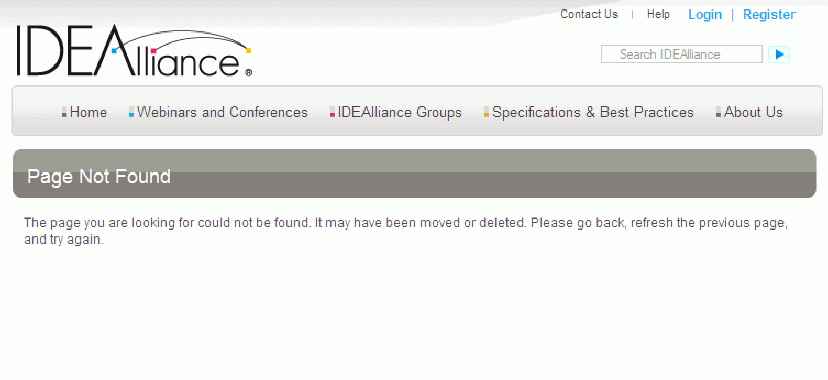 Contact Us | Help Login | Register
IDEAlliance®
Search IDEAlliance
Home Webinars and Conferences IDEAlliance Groups Specifications & Best Practices About Us
Page Not Found
The page you are looking for could not be found. It may have been moved or deleted. Please go back, refresh the previous page,
and try again.